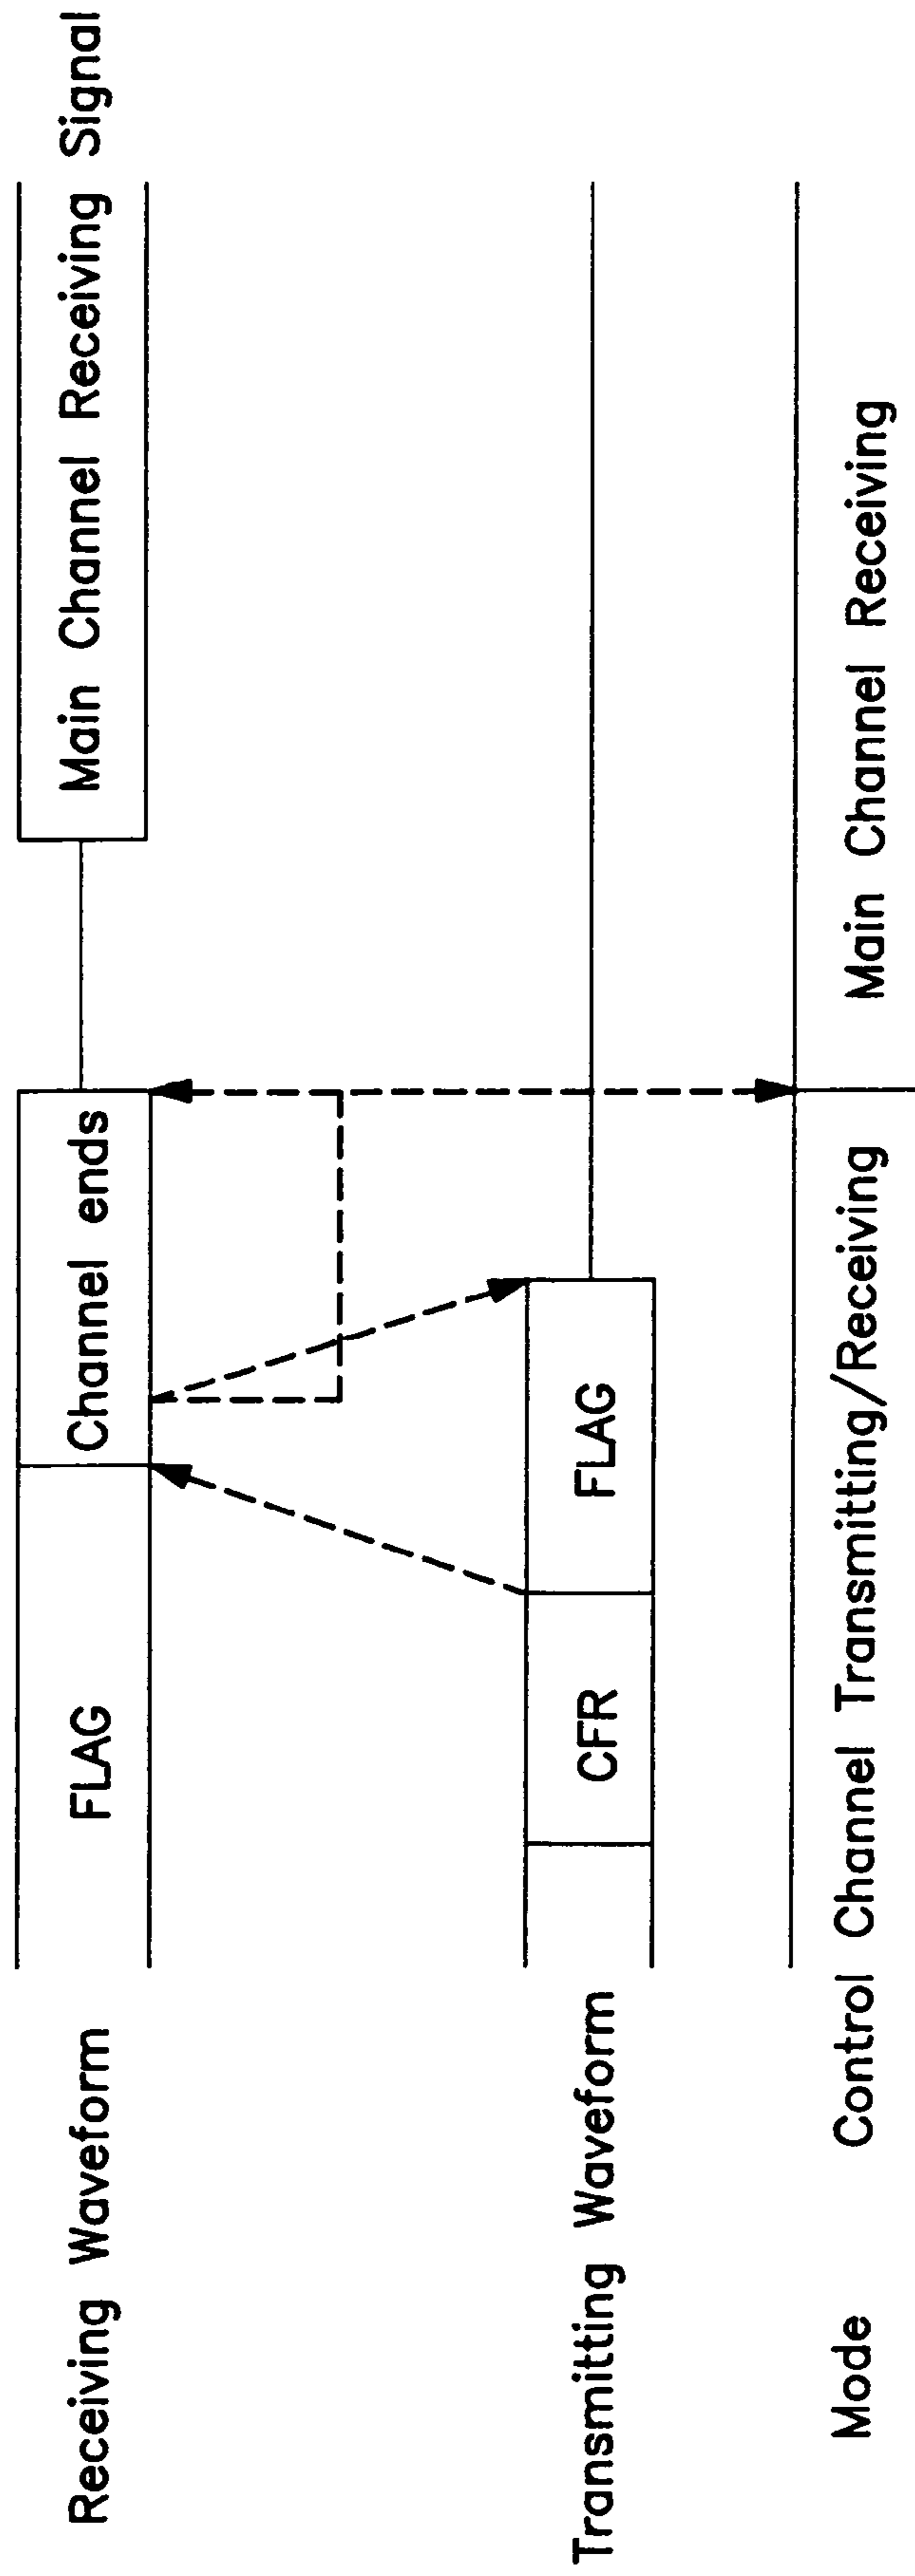 Receiving Waveform
FLAG
Channel ends
Main Channel Receiving Signal
Transmitting Waveform
CFR
FLAG
Mode
Control Channel Transmitting/Receiving
Main Channel Receiving